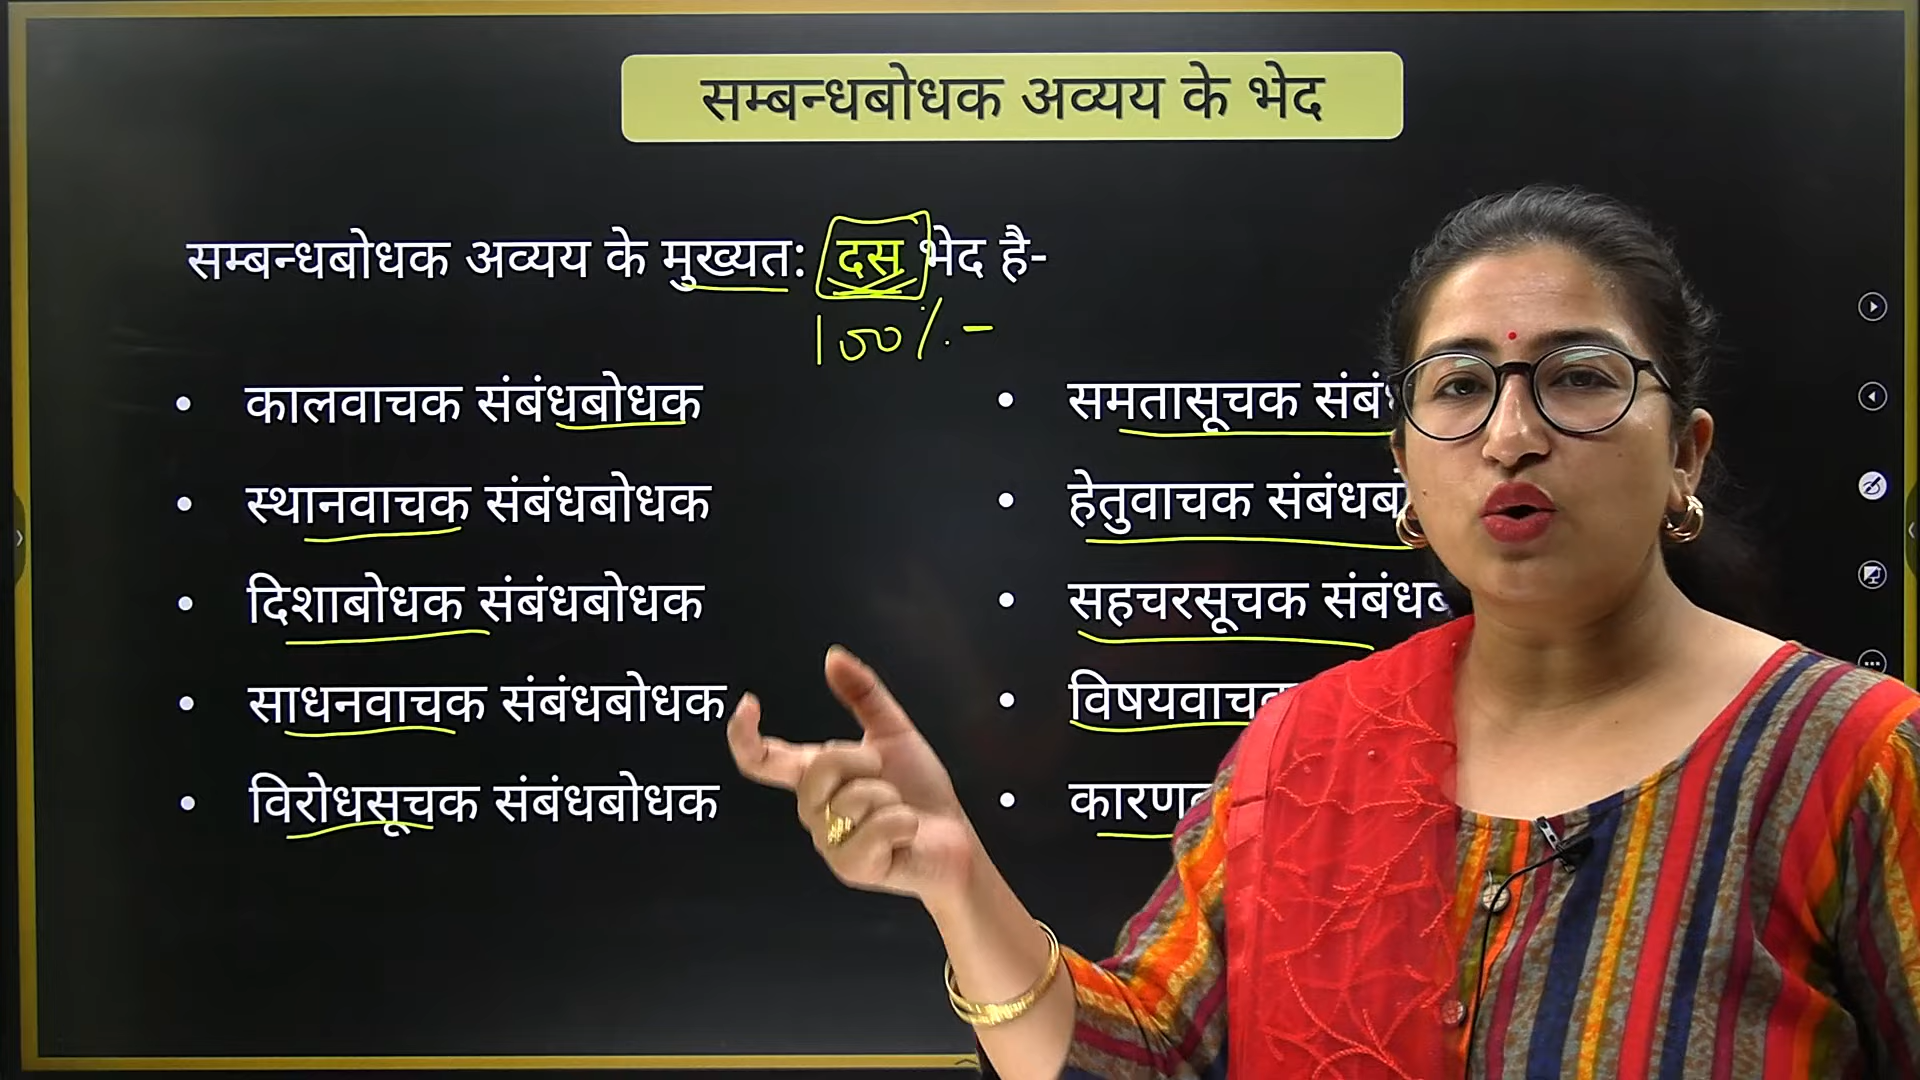 सम्बन्धबोधक अव्यय के भेद
सम्बन्धबोधक अव्यय के मुख्यत: दस भेद है-
100%-
• कालवाचक संबंधबोधक
• स्थानवाचक संबंधबोधक
• दिशाबोधक संबंधबोधक
• साधनवाचक संबंधबोधक
• विरोधसूचक संबंधबोधक
• समतासूचक
• हेतुवाचक
• सहचरसूचक